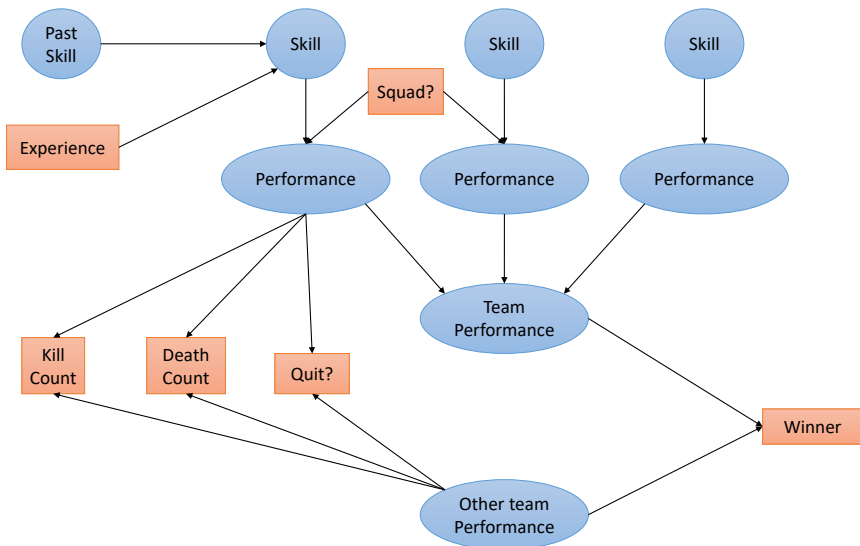 Past
Skill
Skill
Skill
Skill
Squad?
Experience
Performance
Performance
Performance
Team
Performance
Kill
Count
Death
Count
Quit?
Winner
Other team
Performance